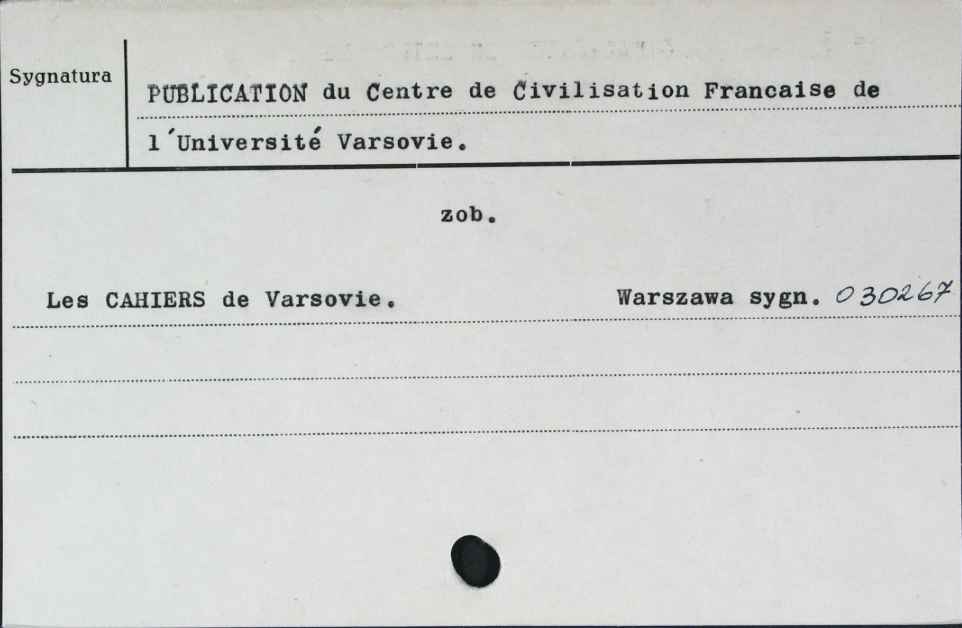 Sygnatura
PUBLICATION du Centre de Civilisation Francaise de
l'Université Varsovie.
zob.
Les CAHIERS de Varsovie. Warszawa sygn. 030267